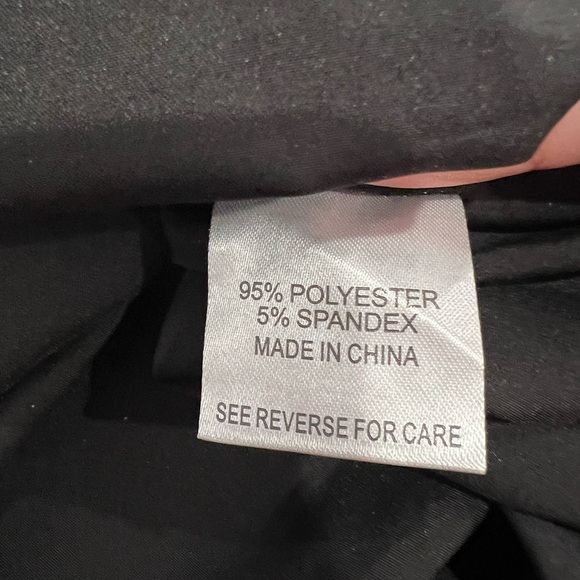 95% POLYESTER
5% SPANDEX
MADE IN CHINA
SEE REVERSE FOR CARE